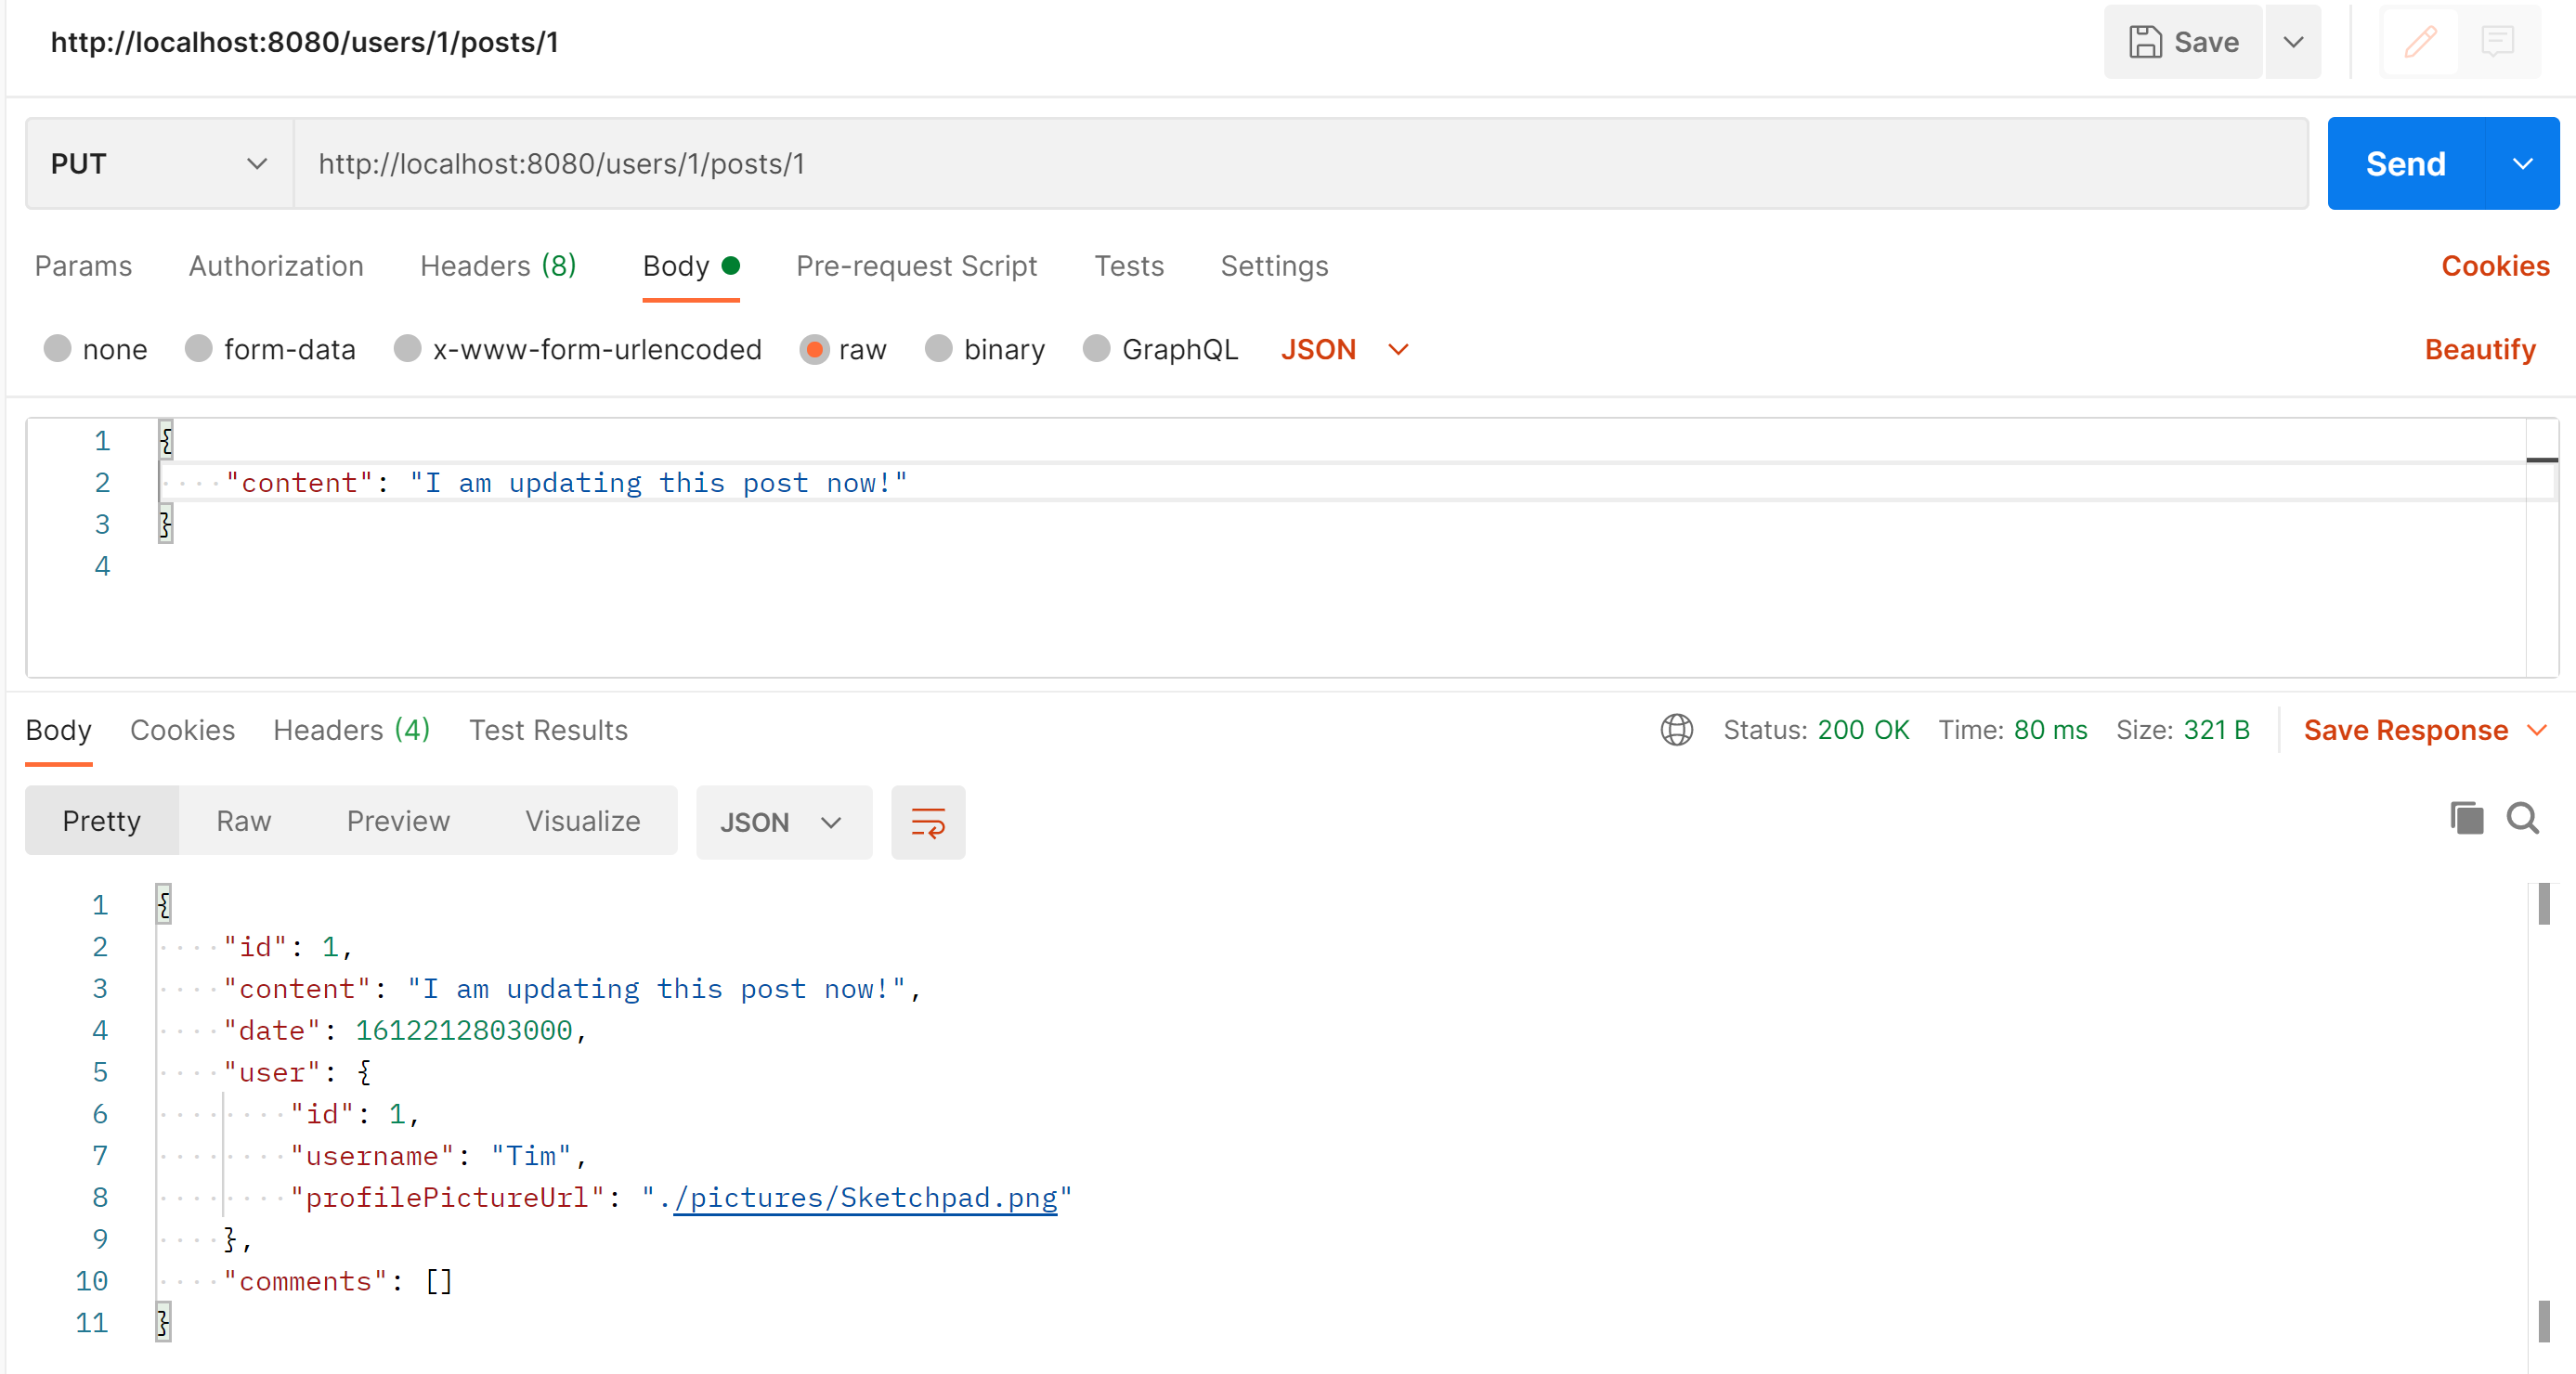 http://localhost:8080/users/1/posts/1 Save
PUT http://localhost:8080/users/1/posts/1 Send
Params Authorization Headers (8) Body Pre-request Script Tests Settings Cookies
none form-data x-www-form-urlencoded raw binary GraphQL JSON Beautify
1 {
2 "content": "I am updating this post now!"
3 }
4
Body Cookies Headers (4) Test Results Status: 200 OK Time: 80 ms Size: 321 B Save Response
Pretty Raw Preview Visualize JSON
1 {
2 "id": 1,
3 "content": "I am updating this post now!",
4 "date": 1612212803000,
5 "user": {
6 "id": 1,
7 "username": "Tim",
8 "profilePictureUrl": "./pictures/Sketchpad.png"
9 },
10 "comments": []
11 }